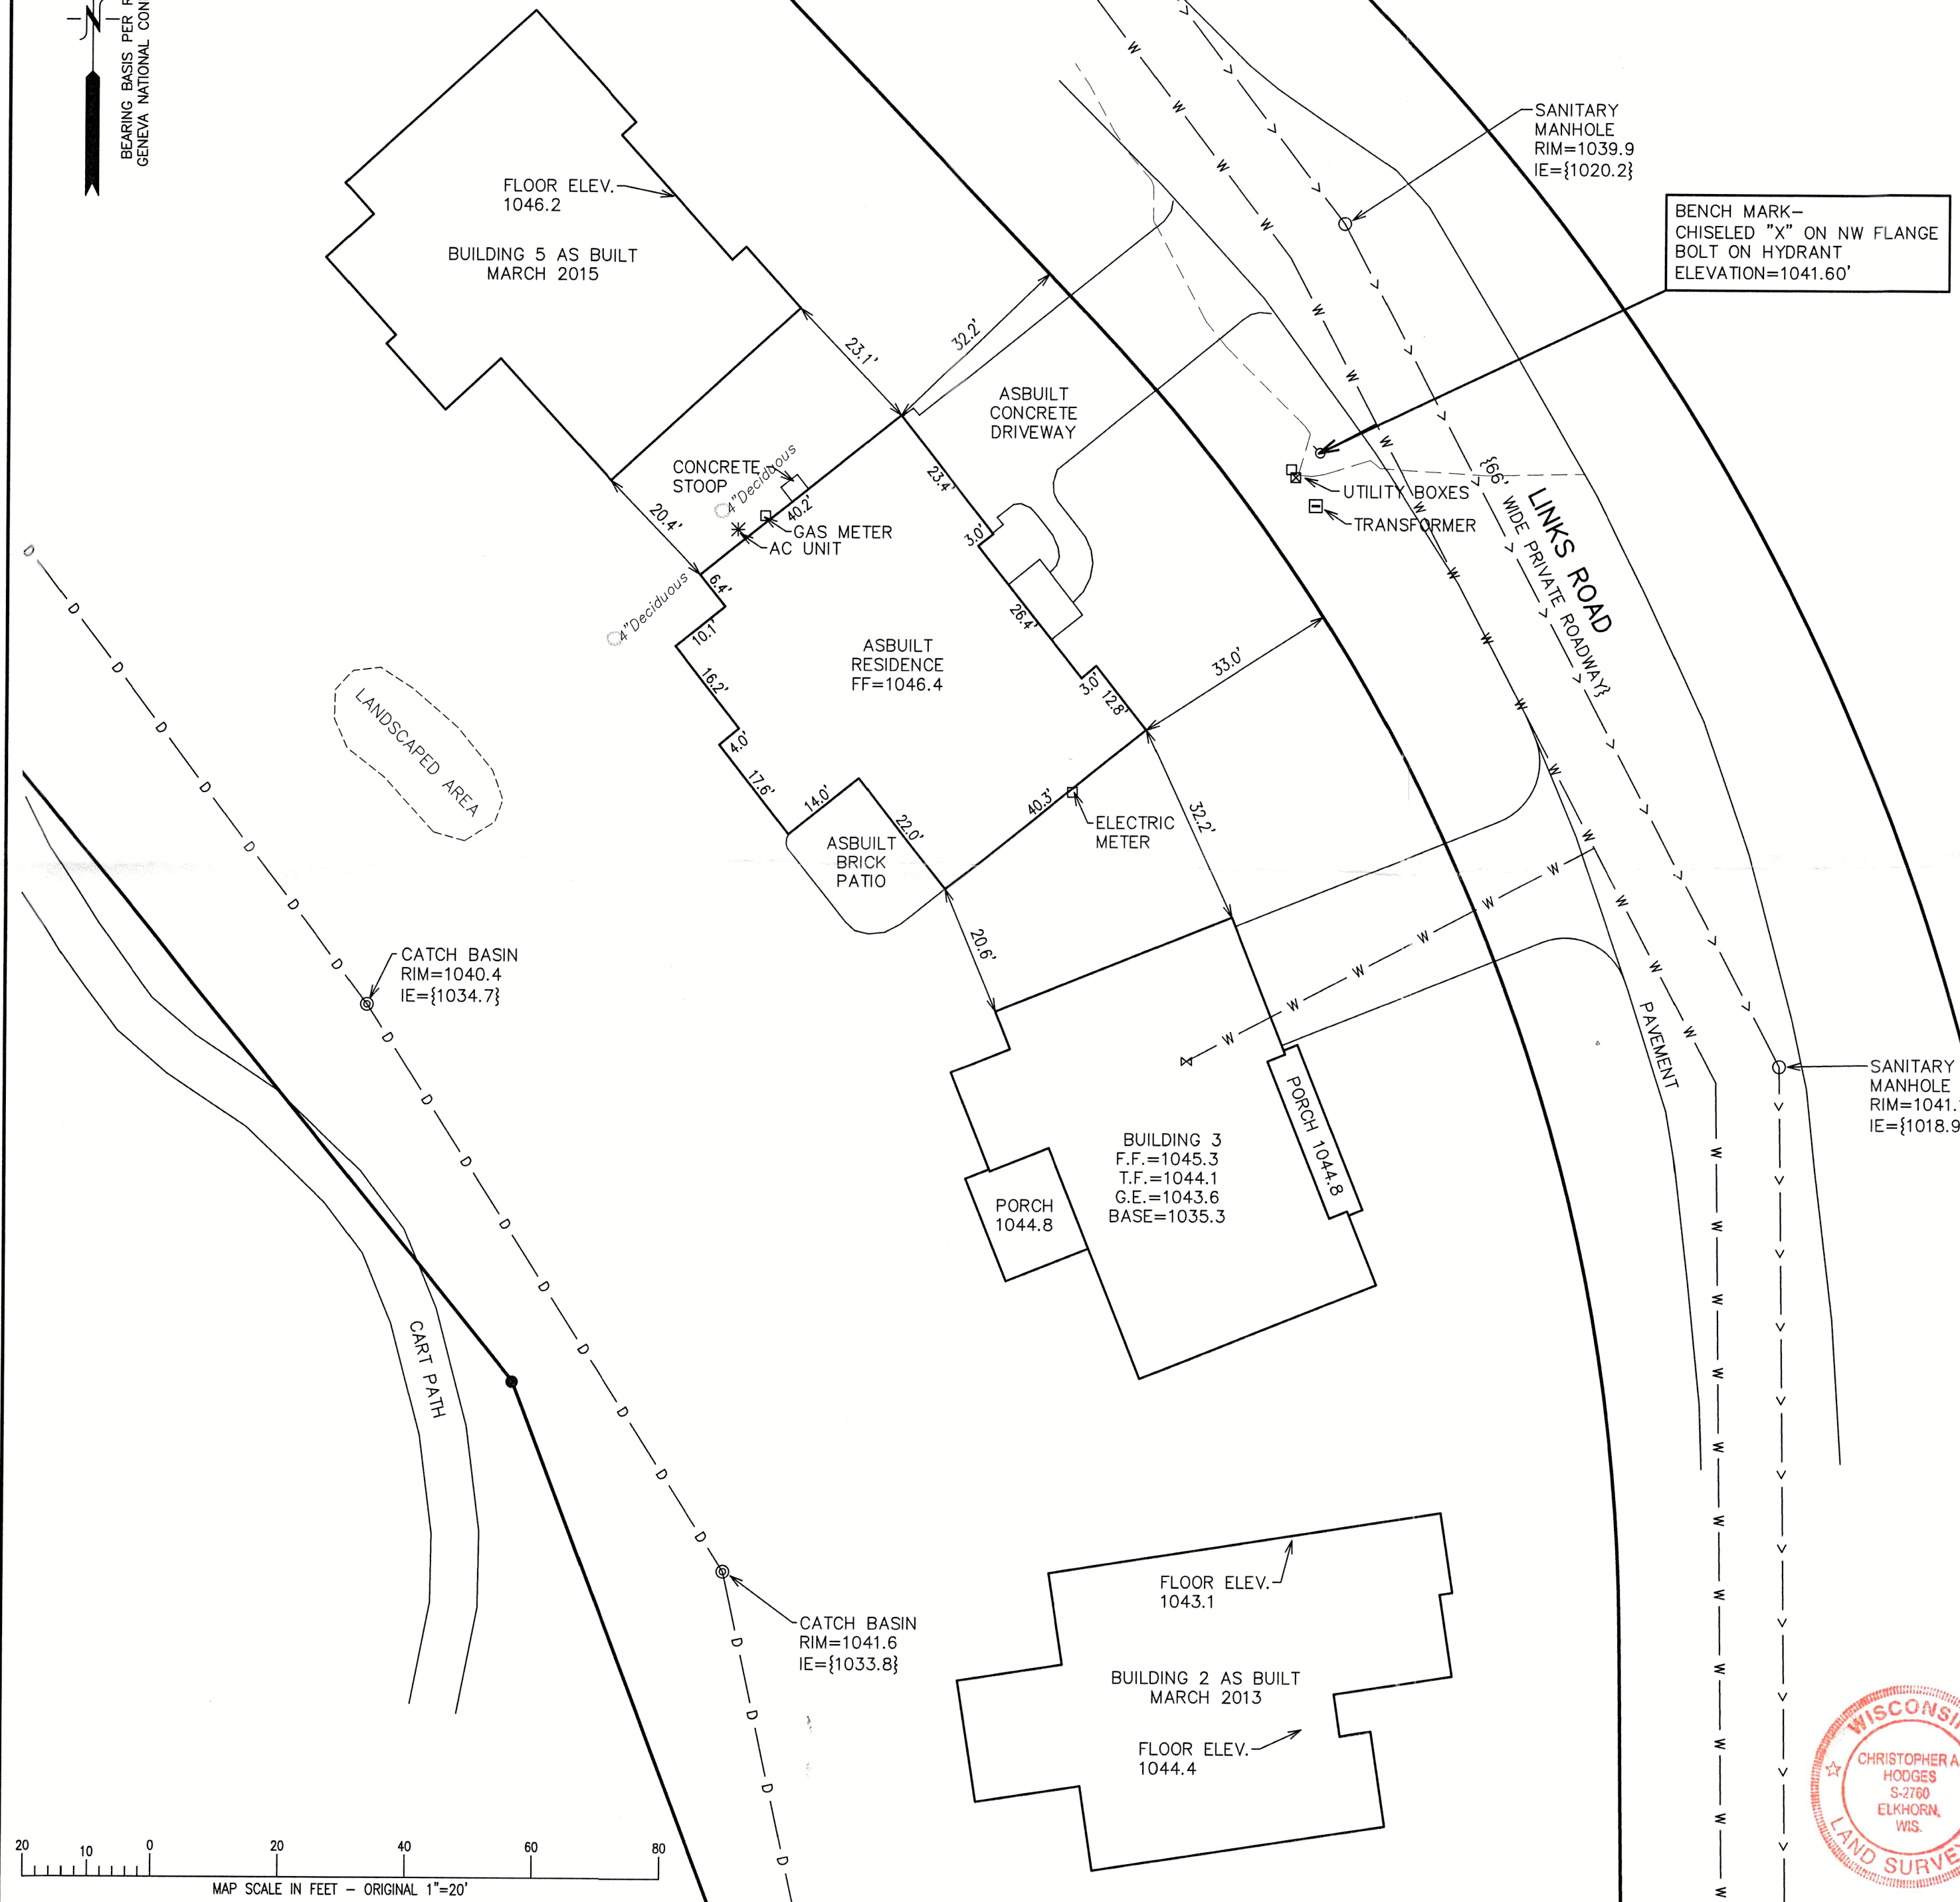 BEARING BASIS PER
GENEVA NATIONAL
N
FLOOR ELEV.
1046.2
BUILDING 5 AS BUILT
MARCH 2015
SANITARY
MANHOLE
RIM=1039.9
IE={1020.2}
BENCH MARK-
CHISELED "X" ON NW FLANGE
BOLT ON HYDRANT
ELEVATION=1041.60'
23.1'
32.2'
ASBUILT
CONCRETE
DRIVEWAY
CONCRETE
STOOP
4"Deciduous
40.2'
GAS METER
AC UNIT
20.4'
23.4'
3.0'
UTILITY BOXES
TRANSFORMER
LINKS ROAD
{66' WIDE PRIVATE ROADWAY}
4"Deciduous
6.4'
10.1'
16.2'
4.0'
17.6'
14.0'
22.0'
26.4'
3.0'
12.8'
33.0'
ASBUILT
RESIDENCE
FF=1046.4
LANDSCAPED AREA
40.3'
ELECTRIC
METER
32.2'
ASBUILT
BRICK
PATIO
20.6'
CATCH BASIN
RIM=1040.4
IE={1034.7}
PAVEMENT
SANITARY
MANHOLE
RIM=1041.
IE={1018.9
BUILDING 3
F.F.=1045.3
T.F.=1044.1
G.E.=1043.6
BASE=1035.3
PORCH 1044.8
PORCH
1044.8
CART PATH
FLOOR ELEV.
1043.1
CATCH BASIN
RIM=1041.6
IE={1033.8}
BUILDING 2 AS BUILT
MARCH 2013
FLOOR ELEV.
1044.4
WISCONSIN
CHRISTOPHER A.
HODGES
S-2760
ELKHORN,
WIS.
LAND SURVEY
20 10 0 20 40 60 80
MAP SCALE IN FEET - ORIGINAL 1"=20'